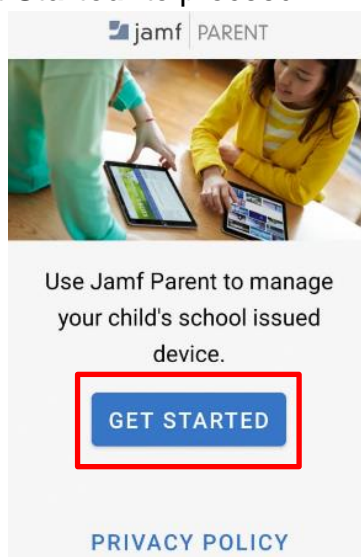 jamf PARENT
Use Jamf Parent to manage
your child's school issued
device.
GET STARTED
PRIVACY POLICY